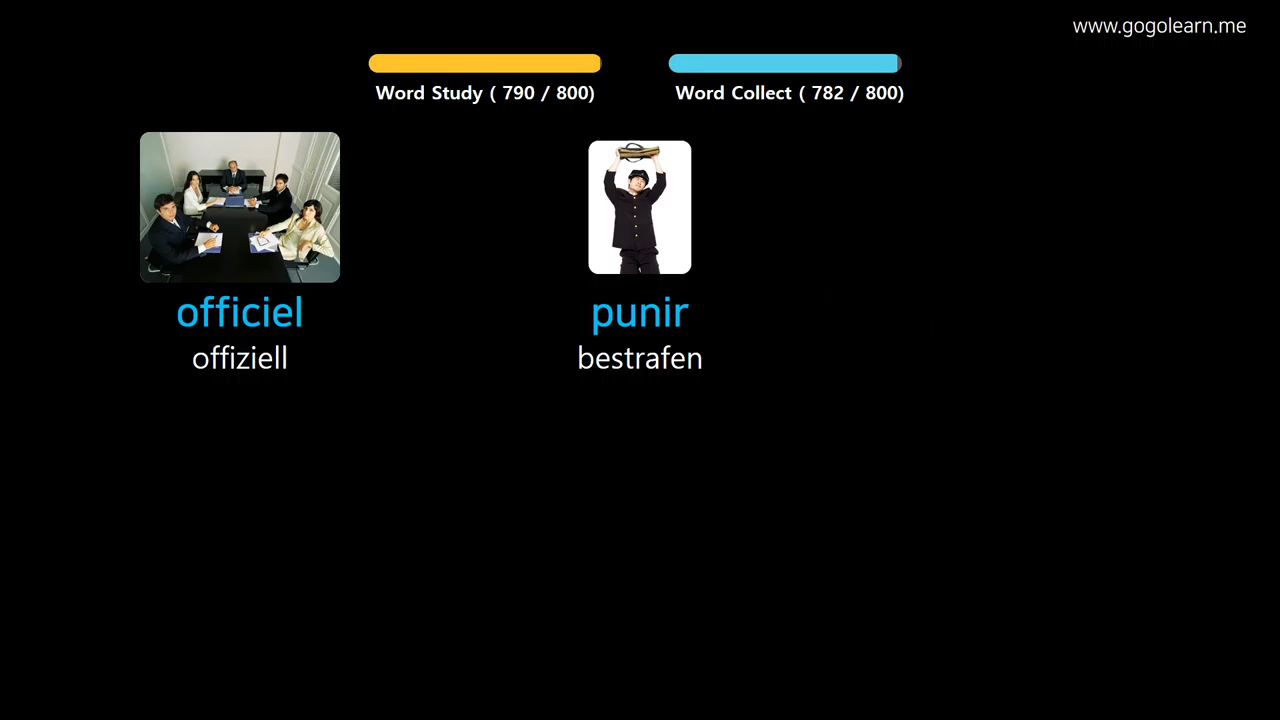 www.gogolearn.me
Word Study ( 790 / 800)
Word Collect ( 782 / 800)
officiel
offiziell
punir
bestrafen